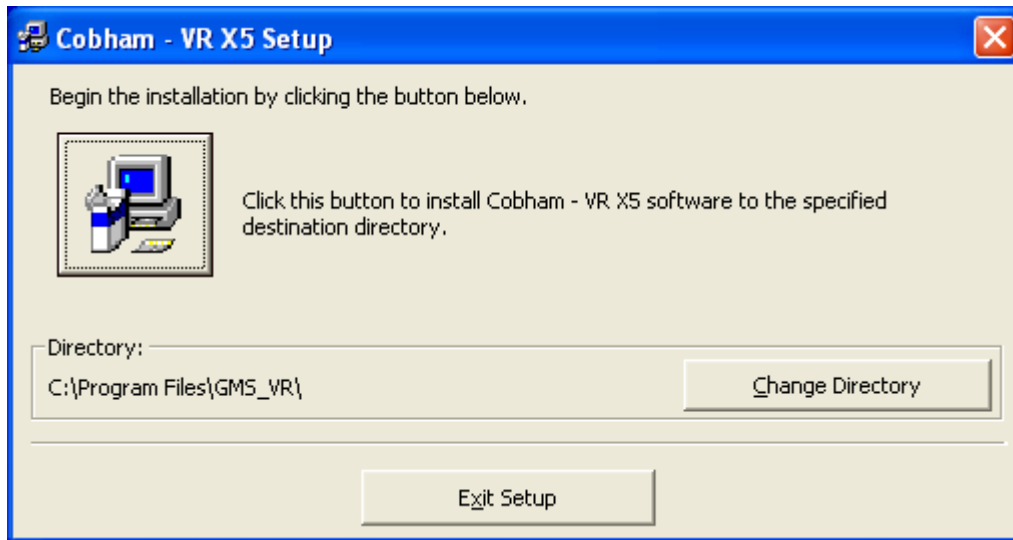 Cobham - VR X5 Setup
Begin the installation by clicking the button below.
Click this button to install Cobham - VR X5 software to the specified
destination directory.
Directory:
C:\Program Files\GMS_VR\
Change Directory
Exit Setup